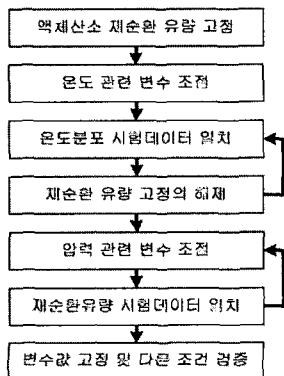 액체산소 재순환 유량 고정
온도 관련 변수 조절
온도분포 시험데이터 일치
재순환 유량 고정의 해제
압력 관련 변수 조절
재순환유량 시험데이터 일치
변수값 고정 및 다른 조건 검증